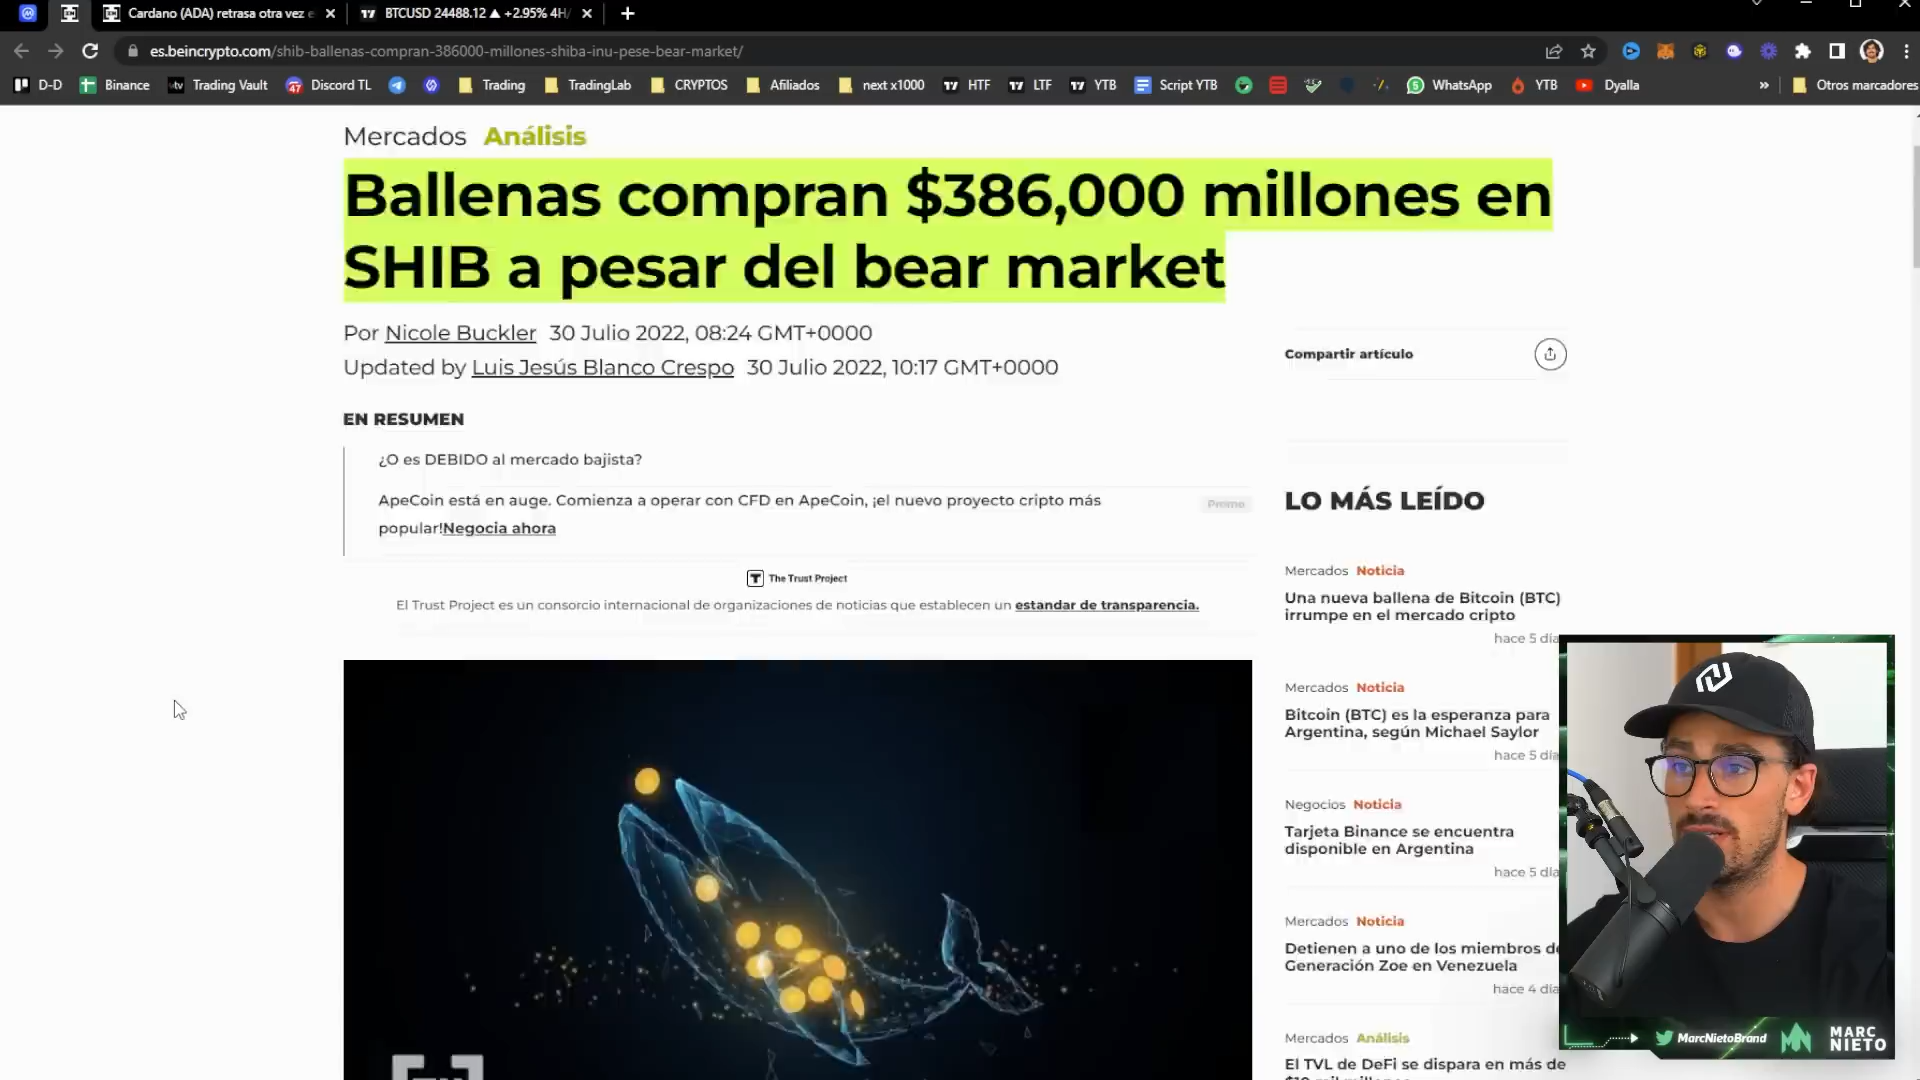 Cardano (ADA) retrasa otra vez e
BTCUSD 24488.12 ▲ +2.95% 4H/
es.beincrypto.com/shib-ballenas-compran-386000-millones-shiba-inu-pese-bear-market/
D-D
Binance
Trading Vault
47
Discord TL
Trading
TradingLab
CRYPTOS
Afiliados
next x1000
HTF
LTF
YTB
Script YTB
WhatsApp
YTB
Dyalla
»
Otros marcadores
Mercados Análisis
Ballenas compran $386,000 millones en
SHIB a pesar del bear market
Por Nicole Buckler 30 Julio 2022, 08:24 GMT+0000
Updated by Luis Jesús Blanco Crespo 30 Julio 2022, 10:17 GMT+0000
Compartir artículo
EN RESUMEN
¿O es DEBIDO al mercado bajista?
ApeCoin está en auge. Comienza a operar con CFD en ApeCoin, ¡el nuevo proyecto cripto más
popular!Negocia ahora
Promo
The Trust Project
El Trust Project es un consorcio internacional de organizaciones de noticias que establecen un estandar de transparencia.
LO MÁS LEÍDO
Mercados Noticia
Una nueva ballena de Bitcoin (BTC)
irrumpe en el mercado cripto
hace 5 día
Mercados Noticia
Bitcoin (BTC) es la esperanza para
Argentina, según Michael Saylor
hace 5 día
Negocios Noticia
Tarjeta Binance se encuentra
disponible en Argentina
hace 5 día
Mercados Noticia
Detienen a uno de los miembros de
Generación Zoe en Venezuela
hace 4 día
Mercados Análisis
El TVL de DeFi se dispara en más de
MarcNietoBrand
MARC
NIETO